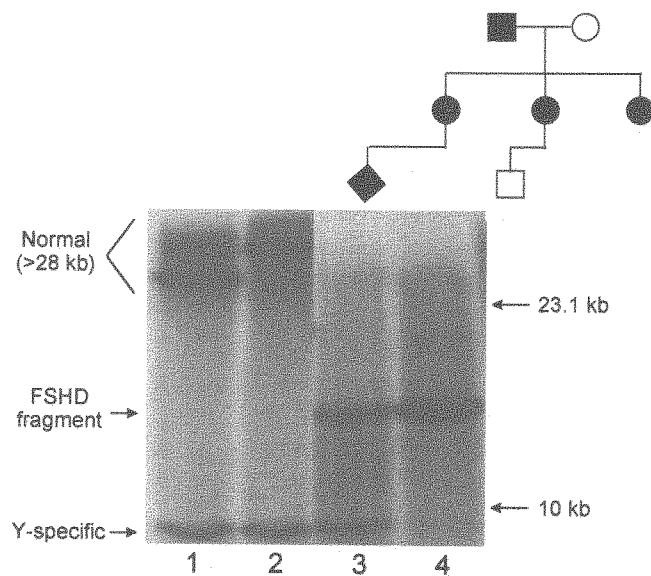 Normal
(>28 kb)
23.1 kb
FSHD
fragment
10 kb
Y-specific
1 2 3 4